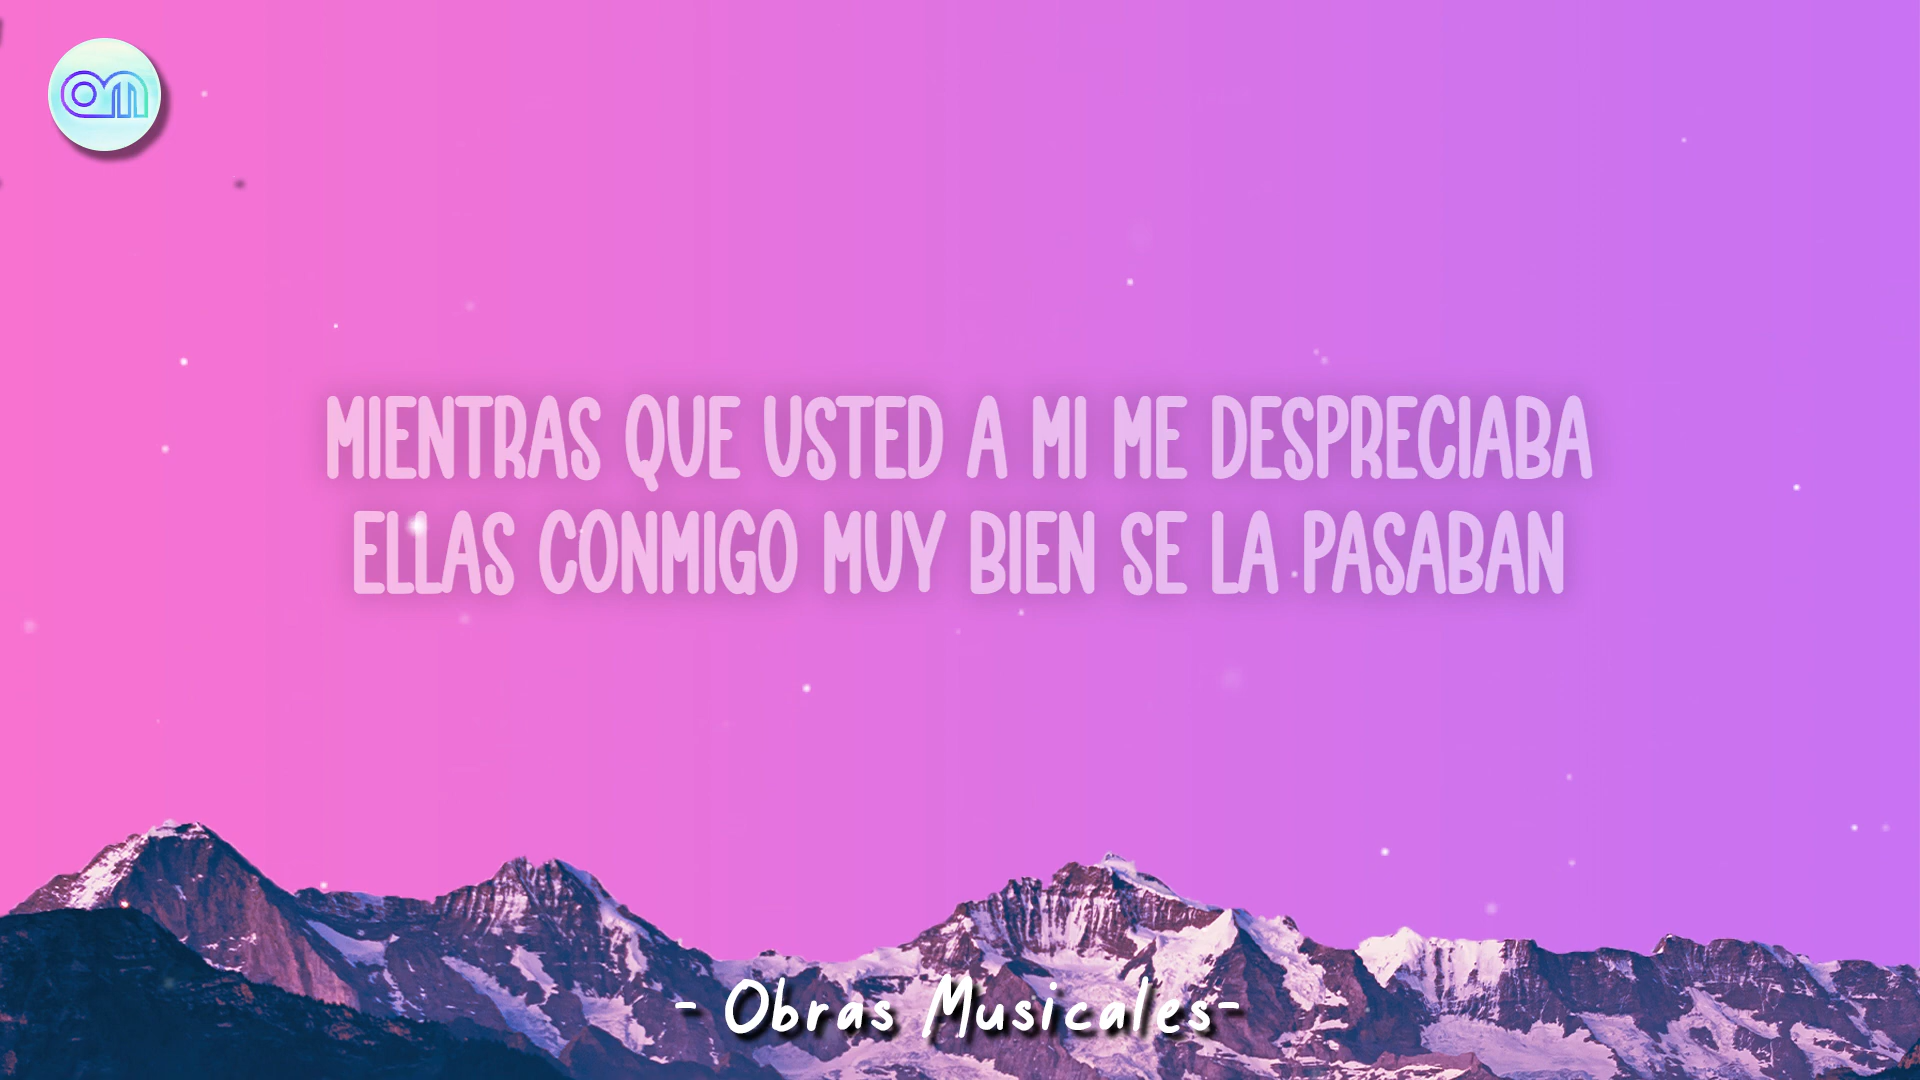 MIENTRAS QUE USTED A MI ME DESPRECIABA
ELLAS CONMIGO MUY BIEN SE LA PASABAN
- Obras Musicales-